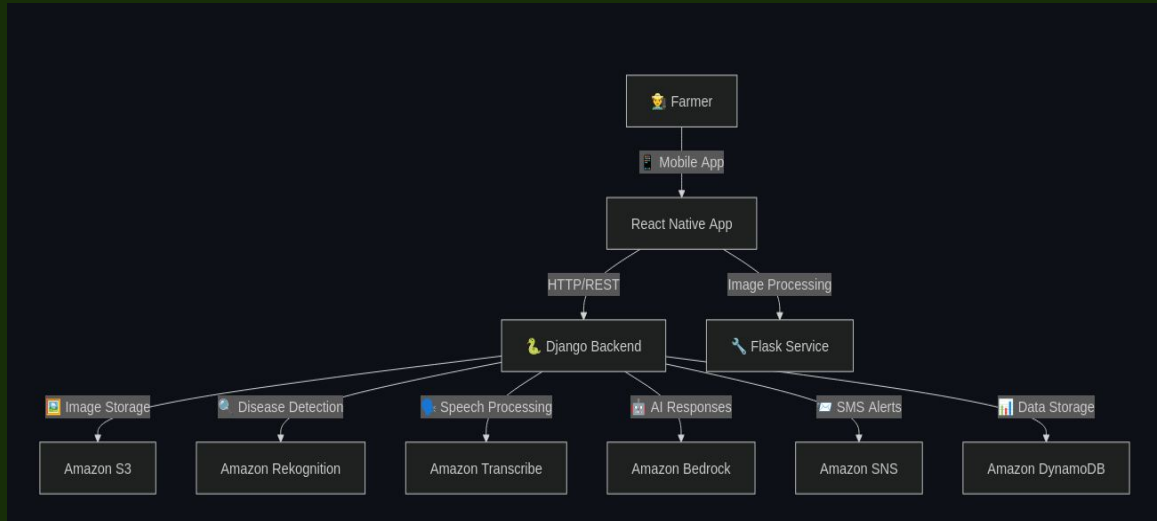 👨‍🌾 Farmer
📱 Mobile App
React Native App
HTTP/REST
Image Processing
🐍 Django Backend
🔧 Flask Service
🖼️ Image Storage
🔍 Disease Detection
🗣️ Speech Processing
🤖 AI Responses
📨 SMS Alerts
📊 Data Storage
Amazon S3
Amazon Rekognition
Amazon Transcribe
Amazon Bedrock
Amazon SNS
Amazon DynamoDB